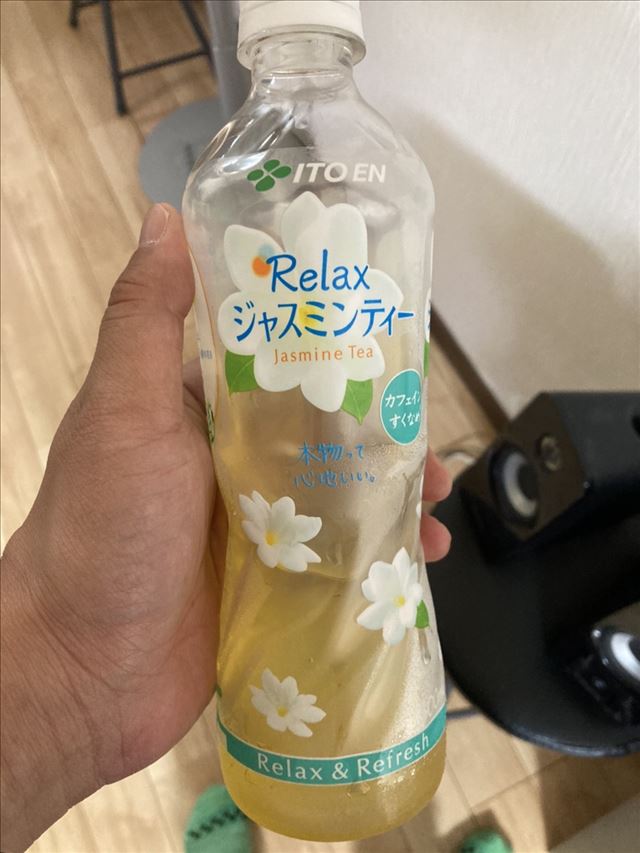 ITO EN
Relax
ジャスミンティー
Jasmine Tea
カフェイン
すくなめ
本物って
心地いい。
Relax & Refresh